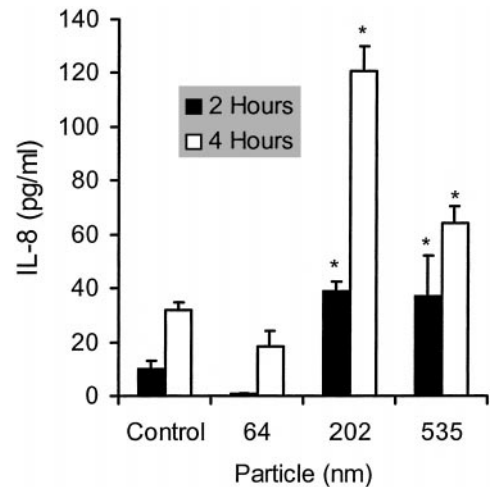 140
120
100
80
60
40
20
0
IL-8 (pg/ml)
2 Hours
4 Hours
*
*
*
*
Control 64 202 535
Particle (nm)